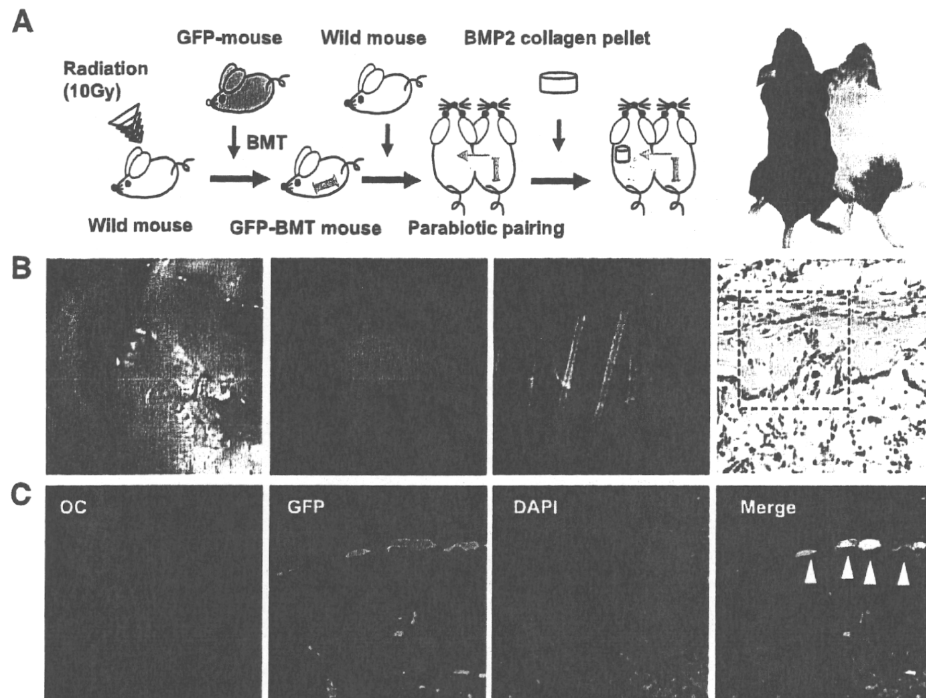 A
GFP-mouse Wild mouse BMP2 collagen pellet
Radiation
(10Gy)
BMT
Wild mouse GFP-BMT mouse Parabiotic pairing
B
C
OC GFP DAPI Merge